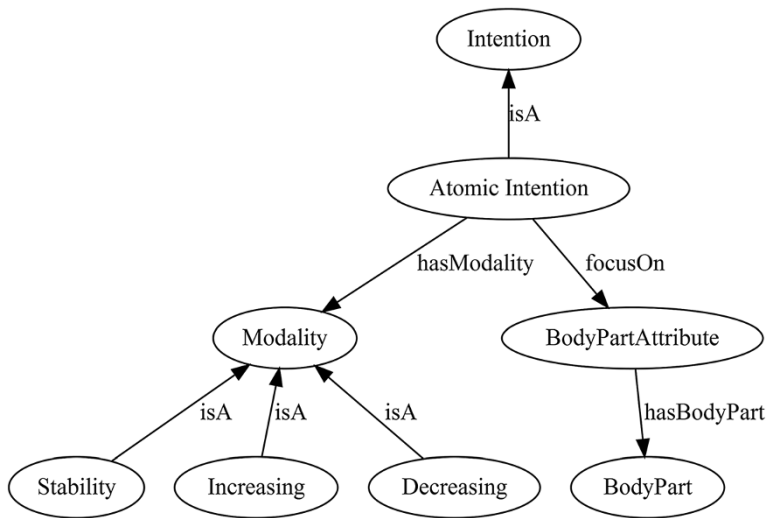 Intention
isA
Atomic Intention
hasModality
focusOn
Modality
BodyPartAttribute
isA
isA
isA
hasBodyPart
Stability
Increasing
Decreasing
BodyPart